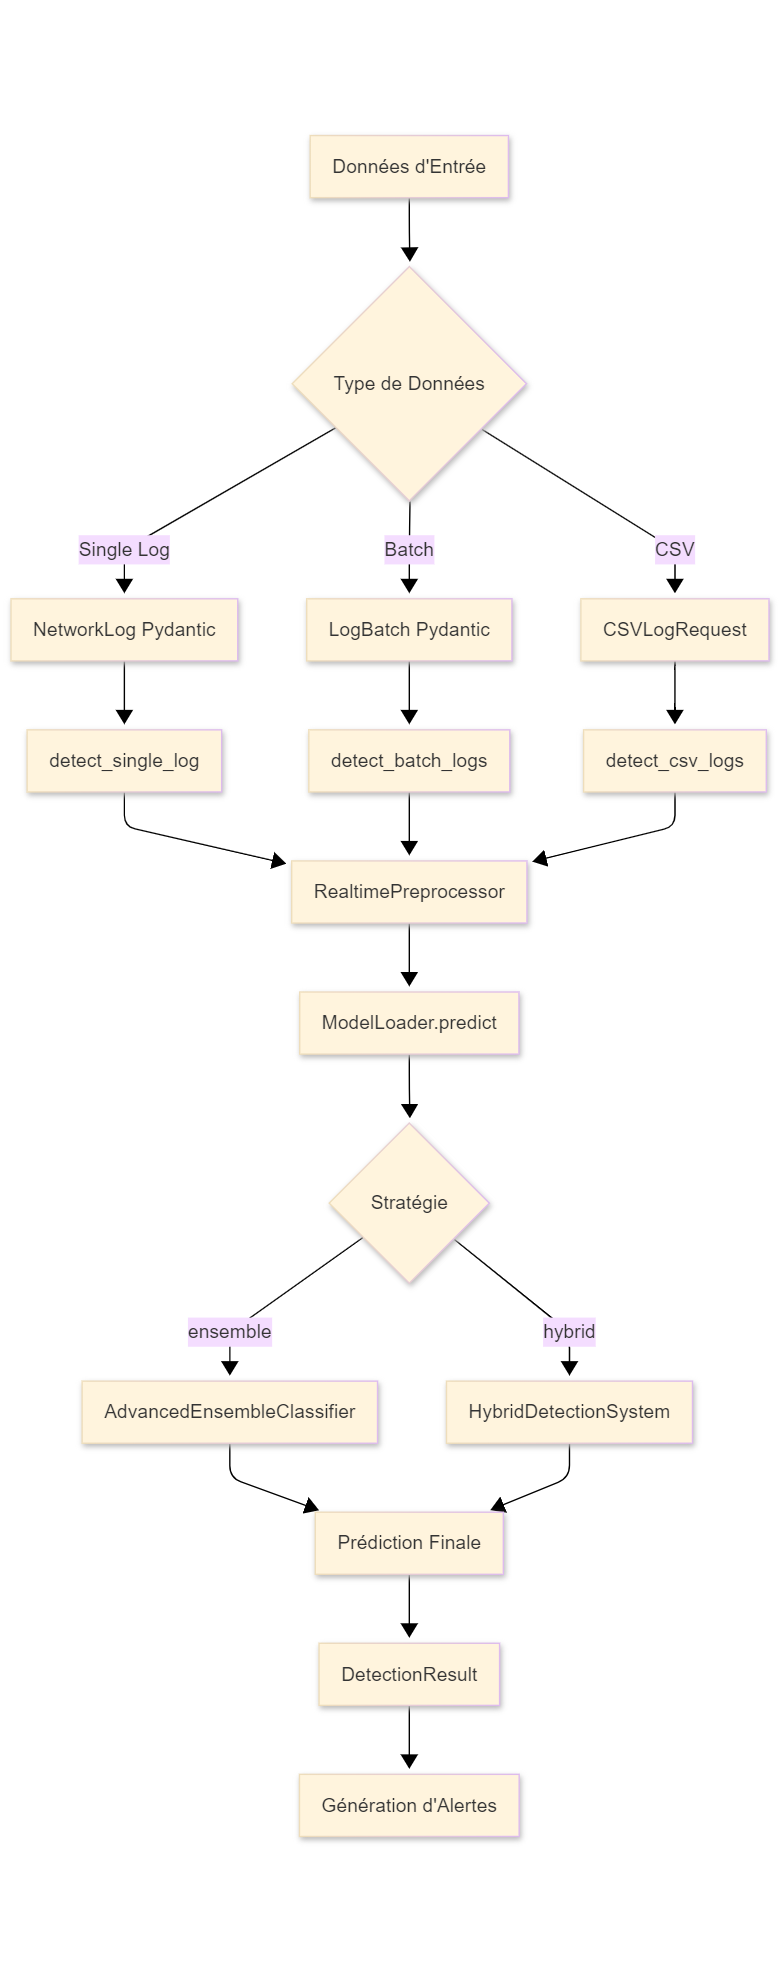 Données d'Entrée
Type de Données
Single Log
Batch
CSV
NetworkLog Pydantic
LogBatch Pydantic
CSVLogRequest
detect_single_log
detect_batch_logs
detect_csv_logs
RealtimePreprocessor
ModelLoader.predict
Stratégie
ensemble
hybrid
AdvancedEnsembleClassifier
HybridDetectionSystem
Prédiction Finale
DetectionResult
Génération d'Alertes